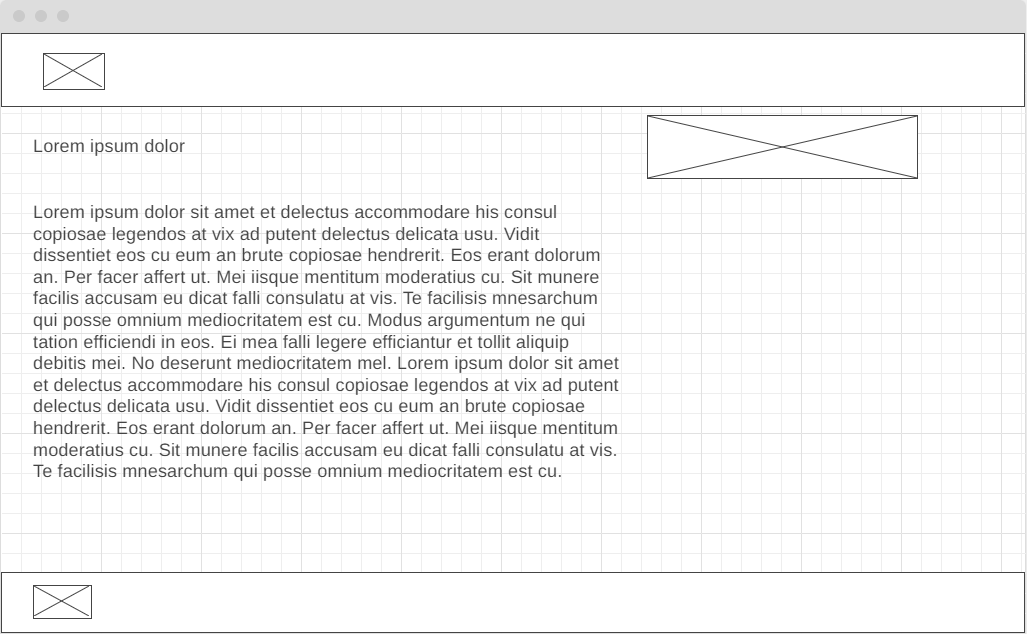 Lorem ipsum dolor
Lorem ipsum dolor sit amet et delectus accommodare his consul
copiosae legendos at vix ad putent delectus delicata usu. Vidit
dissentiet eos cu eum an brute copiosae hendrerit. Eos erant dolorum
an. Per facer affert ut. Mei iisque mentitum moderatius cu. Sit munere
facilis accusam eu dicat falli consulatu at vis. Te facilisis mnesarchum
qui posse omnium mediocritatem est cu. Modus argumentum ne qui
tation efficiendi in eos. Ei mea falli legere efficiantur et tollit aliquip
debitis mei. No deserunt mediocritatem mel. Lorem ipsum dolor sit amet
et delectus accommodare his consul copiosae legendos at vix ad putent
delectus delicata usu. Vidit dissentiet eos cu eum an brute copiosae
hendrerit. Eos erant dolorum an. Per facer affert ut. Mei iisque mentitum
moderatius cu. Sit munere facilis accusam eu dicat falli consulatu at vis.
Te facilisis mnesarchum qui posse omnium mediocritatem est cu.